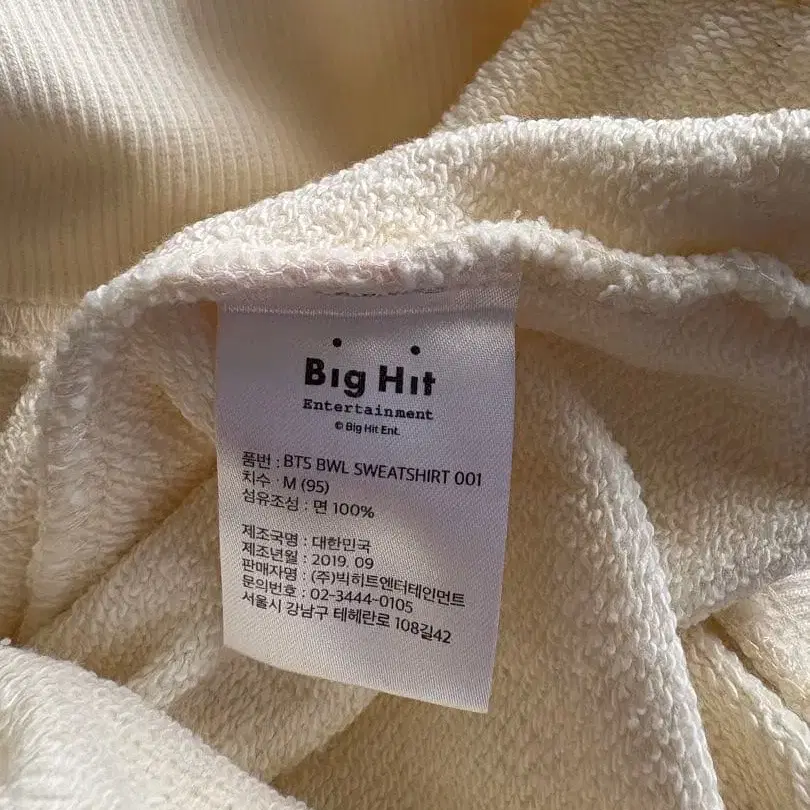 Big Hit
Entertainment
© Big Hit Ent.
품번 : BTS BWL SWEATSHIRT 001
치수 : M (95)
섬유조성 : 면 100%
제조국명 : 대한민국
제조년월 : 2019. 09
판매자명 : (주)빅히트엔터테인먼트
문의번호 : 02-3444-0105
서울시 강남구 테헤란로 108길42